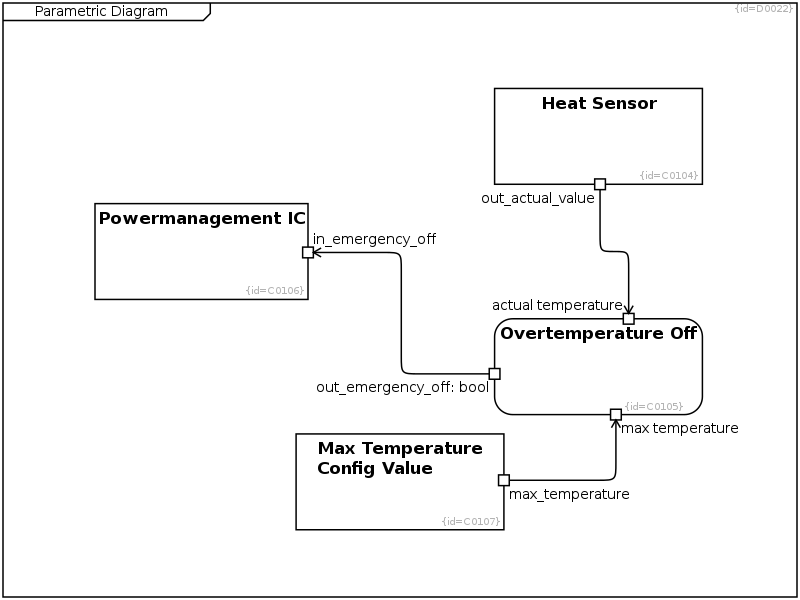 Parametric Diagram
{id=D0022}
Heat Sensor
{id=C0104}
out_actual_value
Powermanagement IC
in_emergency_off
{id=C0106}
actual temperature
Overtemperature Off
out_emergency_off: bool
{id=C0105}
max temperature
Max Temperature
Config Value
max_temperature
{id=C0107}